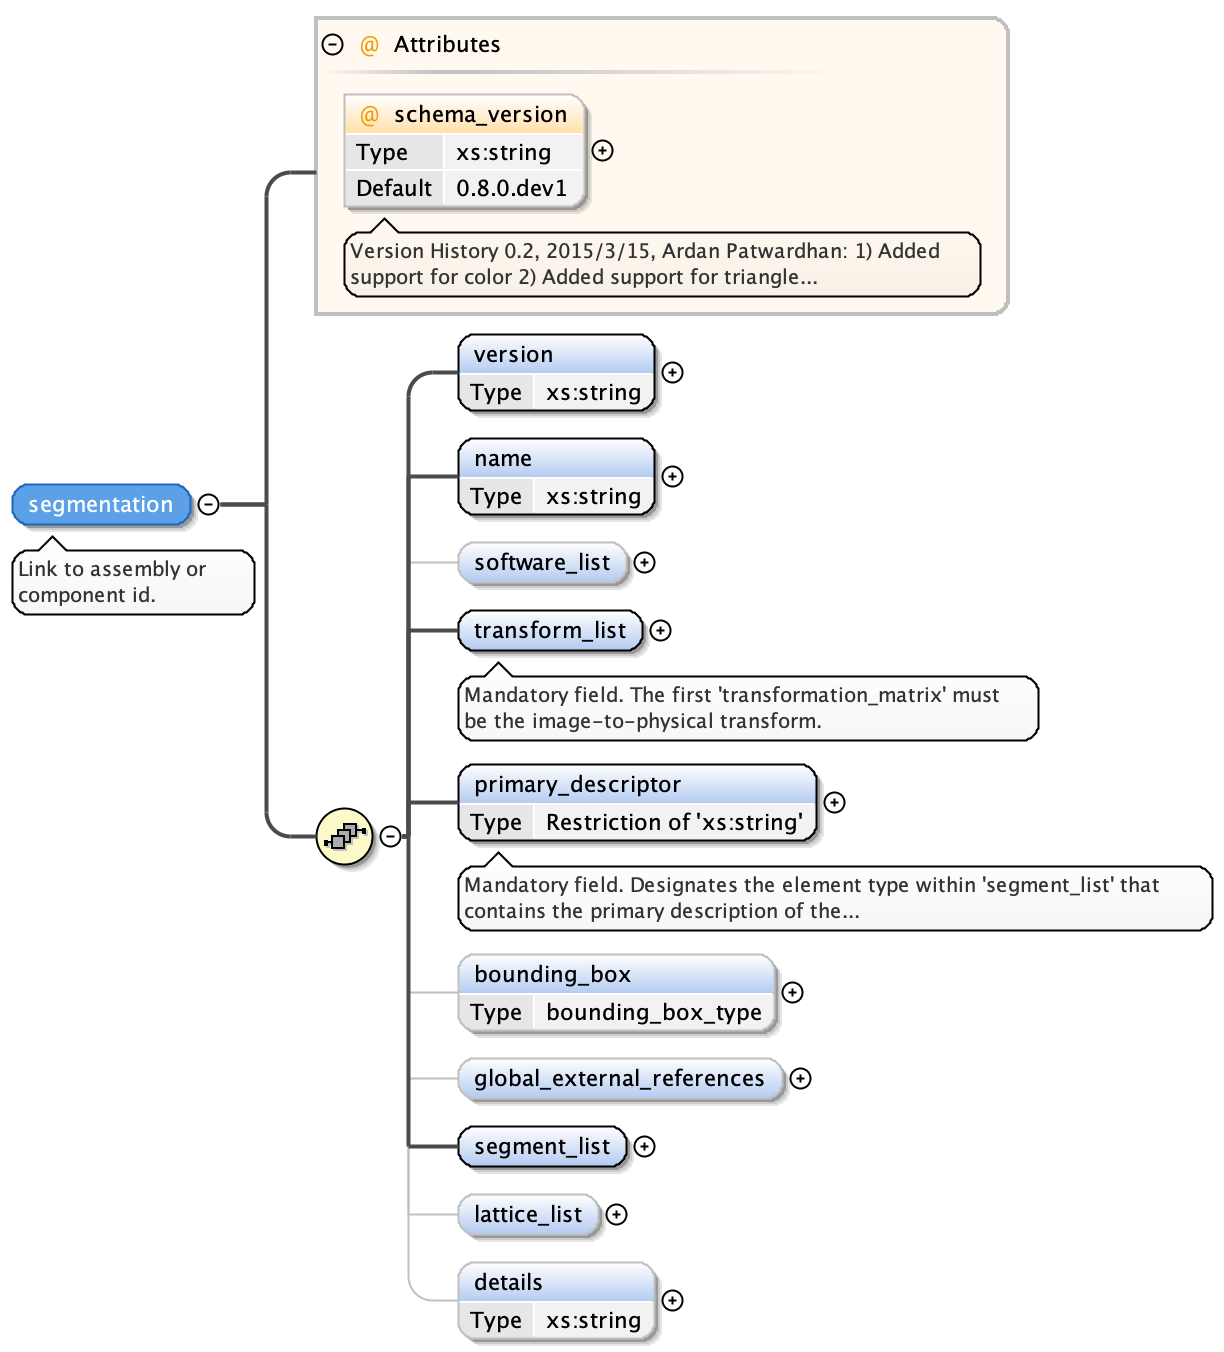 @ Attributes
@ schema_version
Type xs:string
Default 0.8.0.dev1
Version History 0.2, 2015/3/15, Ardan Patwardhan: 1) Added
support for color 2) Added support for triangle...
version
Type xs:string
name
Type xs:string
segmentation
Link to assembly or
component id.
software_list
transform_list
Mandatory field. The first 'transformation_matrix' must
be the image-to-physical transform.
primary_descriptor
Type Restriction of 'xs:string'
Mandatory field. Designates the element type within 'segment_list' that
contains the primary description of the...
bounding_box
Type bounding_box_type
global_external_references
segment_list
lattice_list
details
Type xs:string